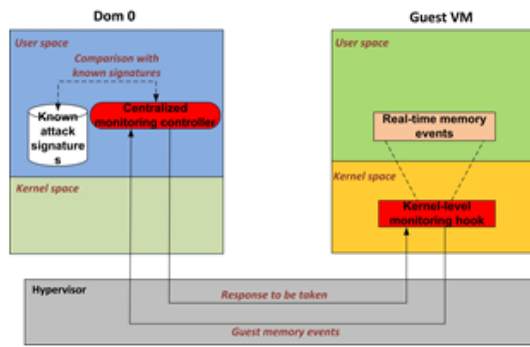 Dom 0
Guest VM
User space
Comparison with
known signatures
Known
attack
signature
s
Centralized
monitoring controller
Kernel space
User space
Real-time memory
events
Kernel space
Kernel-level
monitoring hook
Hypervisor
Response to be taken
Guest memory events